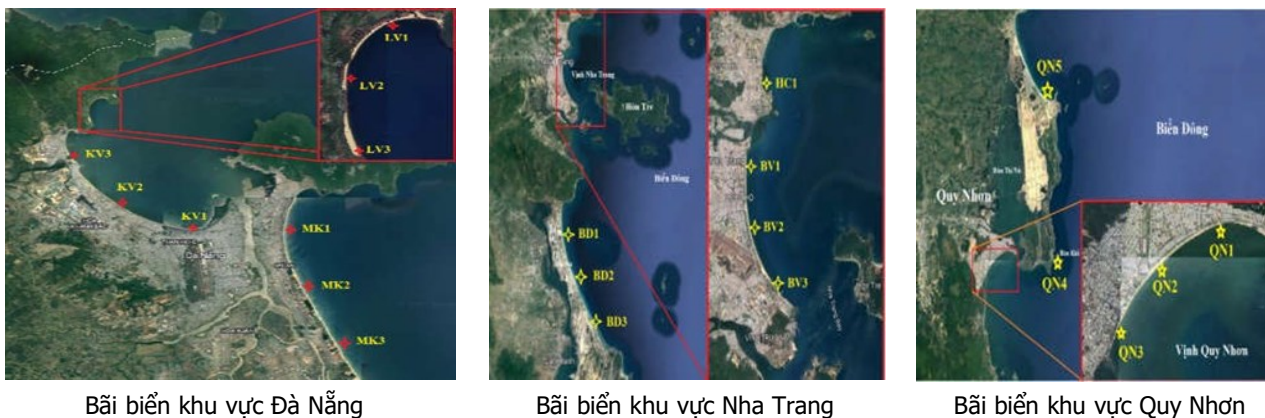 LV1
LV2
LV3
KV3
KV2
KV1
MK1
MK2
MK3
Vịnh Nha Trang
Hòn Tre
Biển Đông
BD1
BD2
BD3
HC1
BV1
BV2
BV3
QN5
Biển Đông
Quy Nhơn
QN4
QN1
QN2
QN3
Vịnh Quy Nhơn
Bãi biển khu vực Đà Nẵng
Bãi biển khu vực Nha Trang
Bãi biển khu vực Quy Nhơn